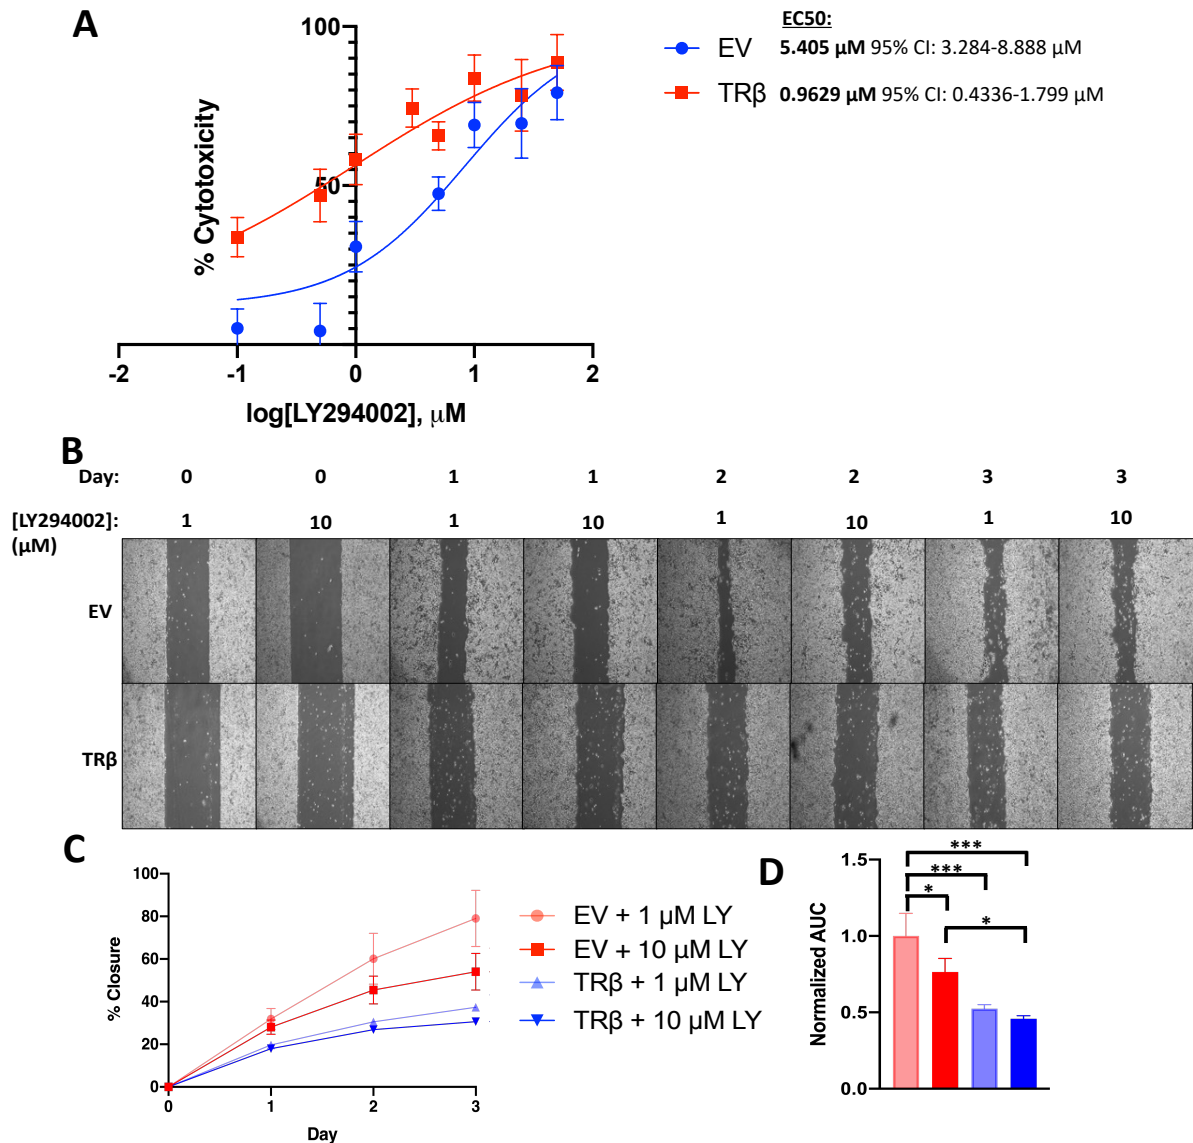 A
100
50
% Cytotoxicity
-2 -1 0 1 2
log[LY294002], μM
EC50:
EV 5.405 μM 95% CI: 3.284-8.888 μM
TRβ 0.9629 μM 95% CI: 0.4336-1.799 μM
B
Day: 0 0 1 1 2 2 3 3
[LY294002]: 1 10 1 10 1 10 1 10
(μM)
EV
TRβ
C
100
80
60
40
20
0
% Closure
0 1 2 3
Day
EV + 1 μM LY
EV + 10 μM LY
TRβ + 1 μM LY
TRβ + 10 μM LY
D
1.5
1.0
0.5
0.0
Normalized AUC
***
***
*
*